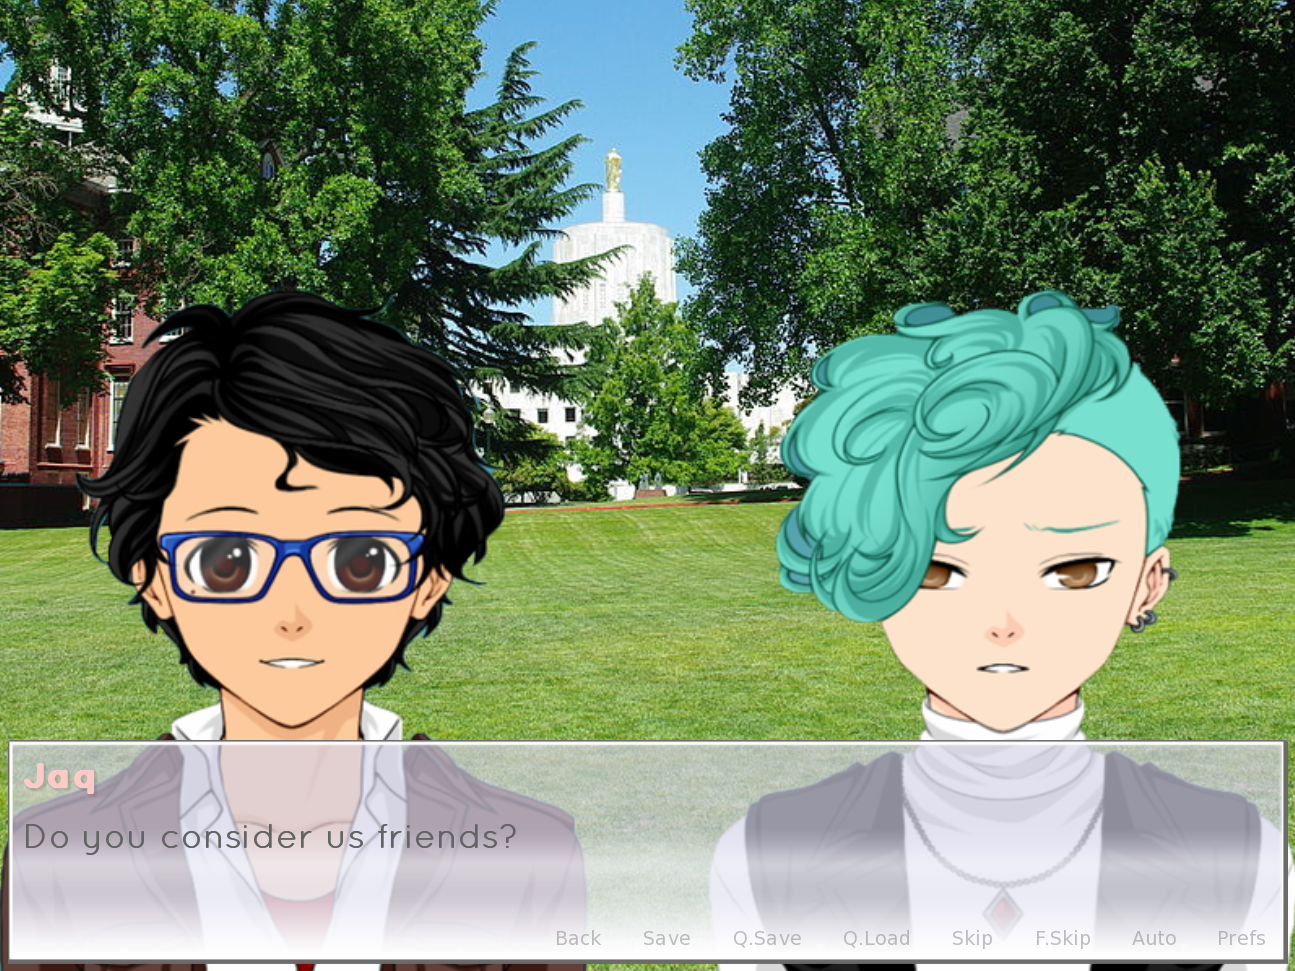 Jaq
Do you consider us friends?
Back Save Q.Save Q.Load Skip F.Skip Auto Prefs